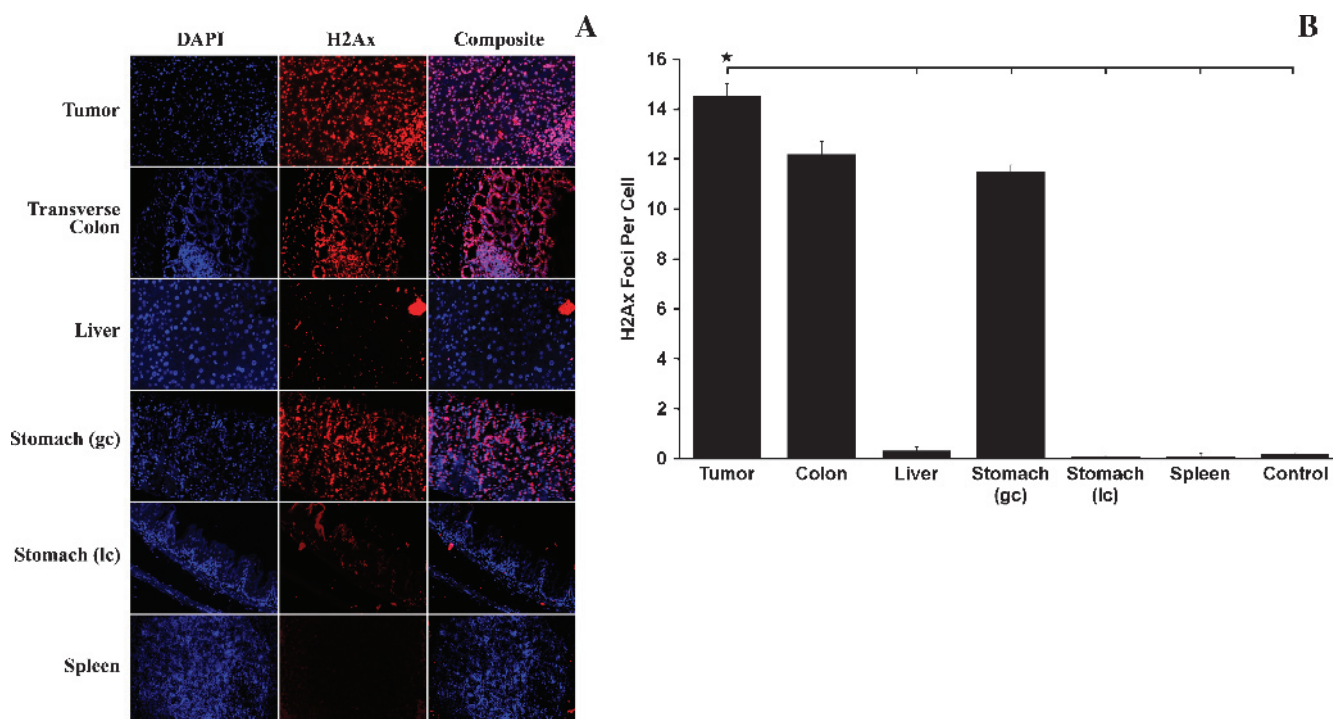 A
DAPI H2Ax Composite
Tumor
Transverse
Colon
Liver
Stomach (gc)
Stomach (lc)
Spleen
B
★
16
14
12
10
8
6
4
2
0
H2Ax Foci Per Cell
Tumor Colon Liver Stomach Stomach Spleen Control
(gc) (lc)